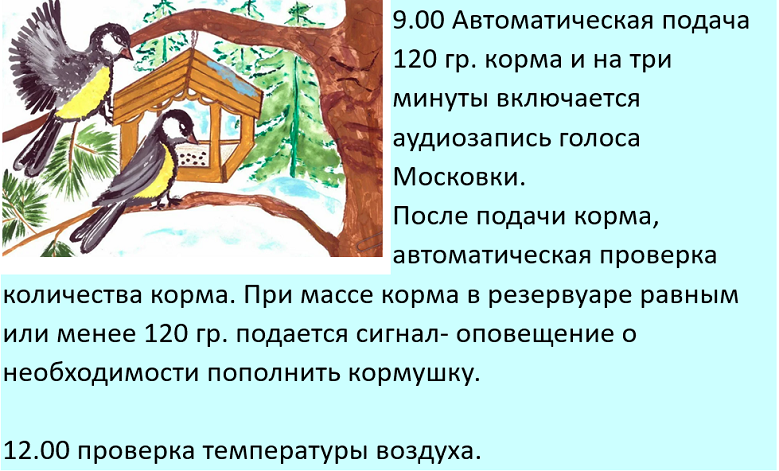 9.00 Автоматическая подача
120 гр. корма и на три
минуты включается
аудиозапись голоса
Московки.
После подачи корма,
автоматическая проверка
количества корма. При массе корма в резервуаре равным
или менее 120 гр. подается сигнал- оповещение о
необходимости пополнить кормушку.
12.00 проверка температуры воздуха.